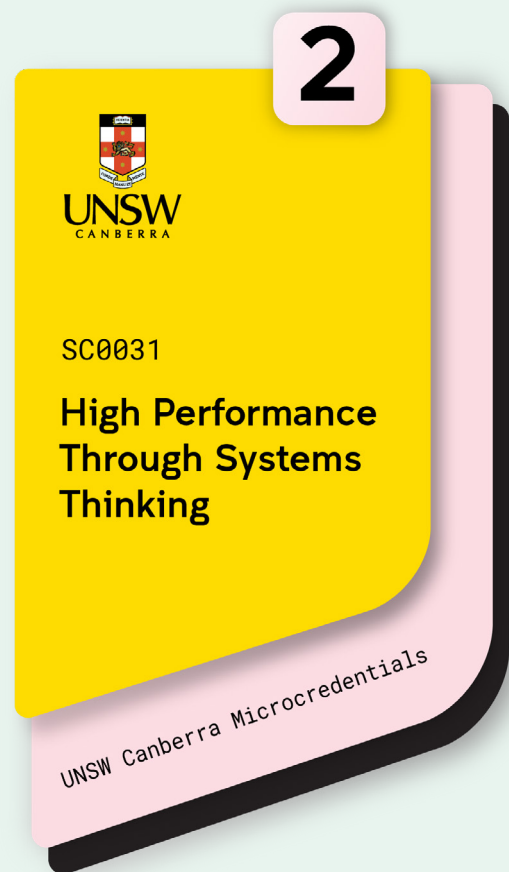 2
UNSW
CANBERRA
SC0031
High Performance
Through Systems
Thinking
UNSW Canberra Microcredentials